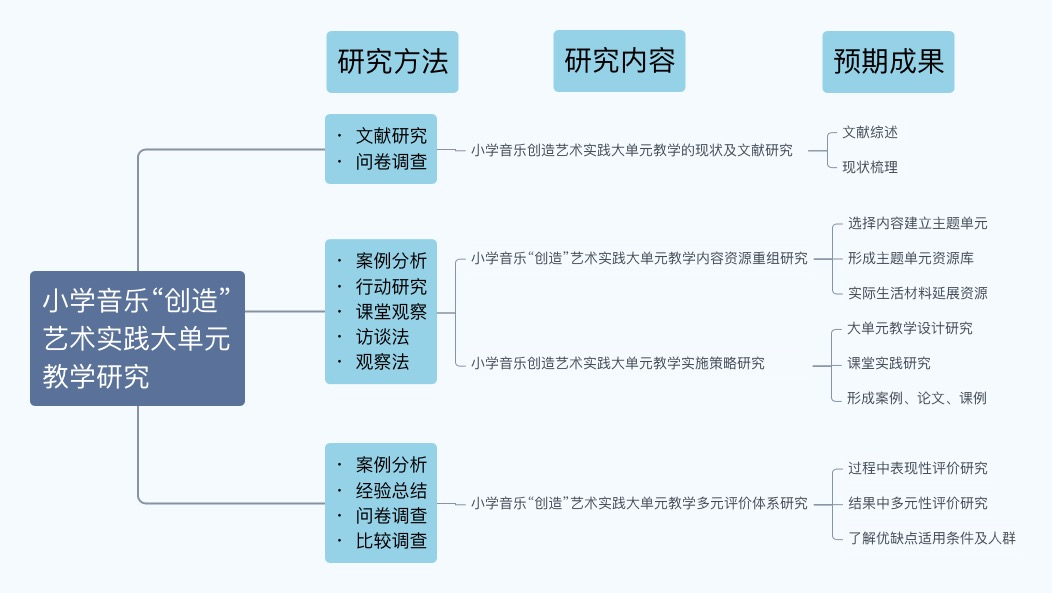 研究方法
研究内容
预期成果
小学音乐“创造”
艺术实践大单元
教学研究
· 文献研究
· 问卷调查
小学音乐创造艺术实践大单元教学的现状及文献研究
文献综述
现状梳理
· 案例分析
· 行动研究
· 课堂观察
· 访谈法
· 观察法
小学音乐“创造”艺术实践大单元教学内容资源重组研究
选择内容建立主题单元
形成主题单元资源库
实际生活材料延展资源
小学音乐创造艺术实践大单元教学实施策略研究
大单元教学设计研究
课堂实践研究
形成案例、论文、课例
· 案例分析
· 经验总结
· 问卷调查
· 比较调查
小学音乐“创造”艺术实践大单元教学多元评价体系研究
过程中表现性评价研究
结果中多元性评价研究
了解优缺点适用条件及人群